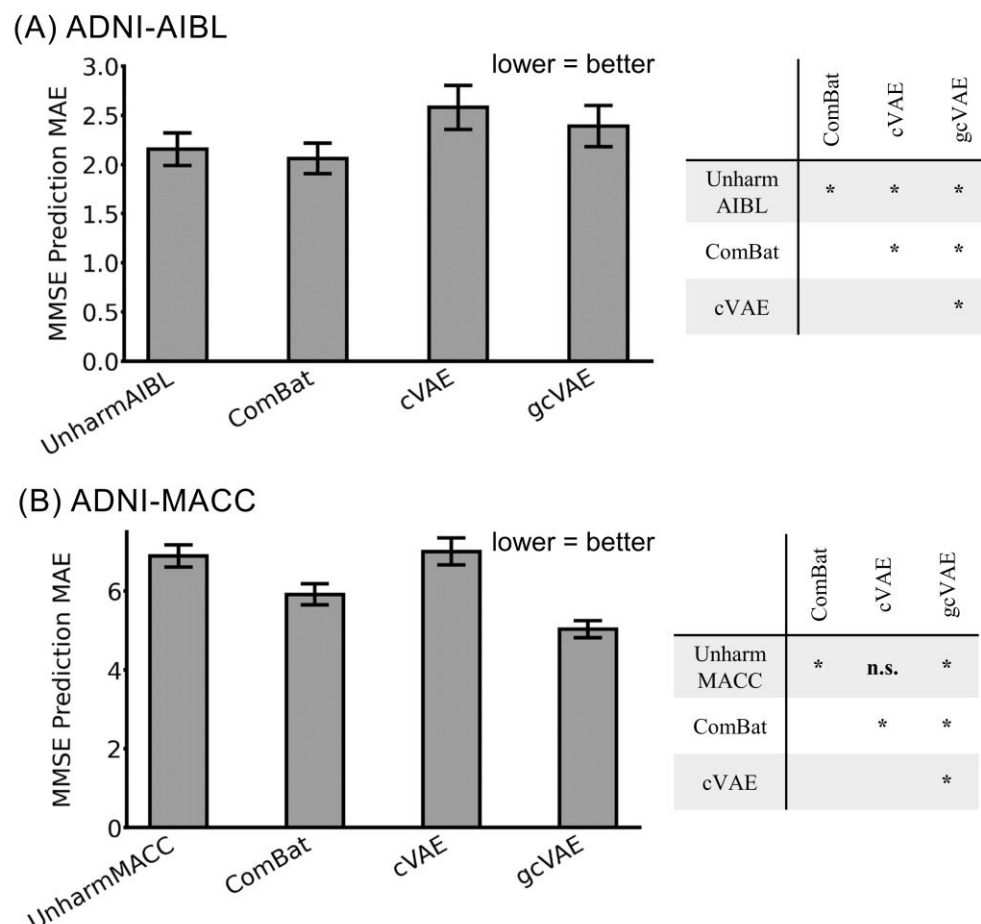 (A) ADNI-AIBL
lower = better
MMSE Prediction MAE
3.0
2.5
2.0
1.5
1.0
0.5
0.0
UnharmAIBL
ComBat
cVAE
gcVAE
ComBat
cVAE
gcVAE
Unharm
AIBL
* * *
ComBat
* *
cVAE
*
(B) ADNI-MACC
lower = better
MMSE Prediction MAE
6
4
2
0
UnharmMACC
ComBat
cVAE
gcVAE
ComBat
cVAE
gcVAE
Unharm
MACC
* n.s. *
ComBat
* *
cVAE
*